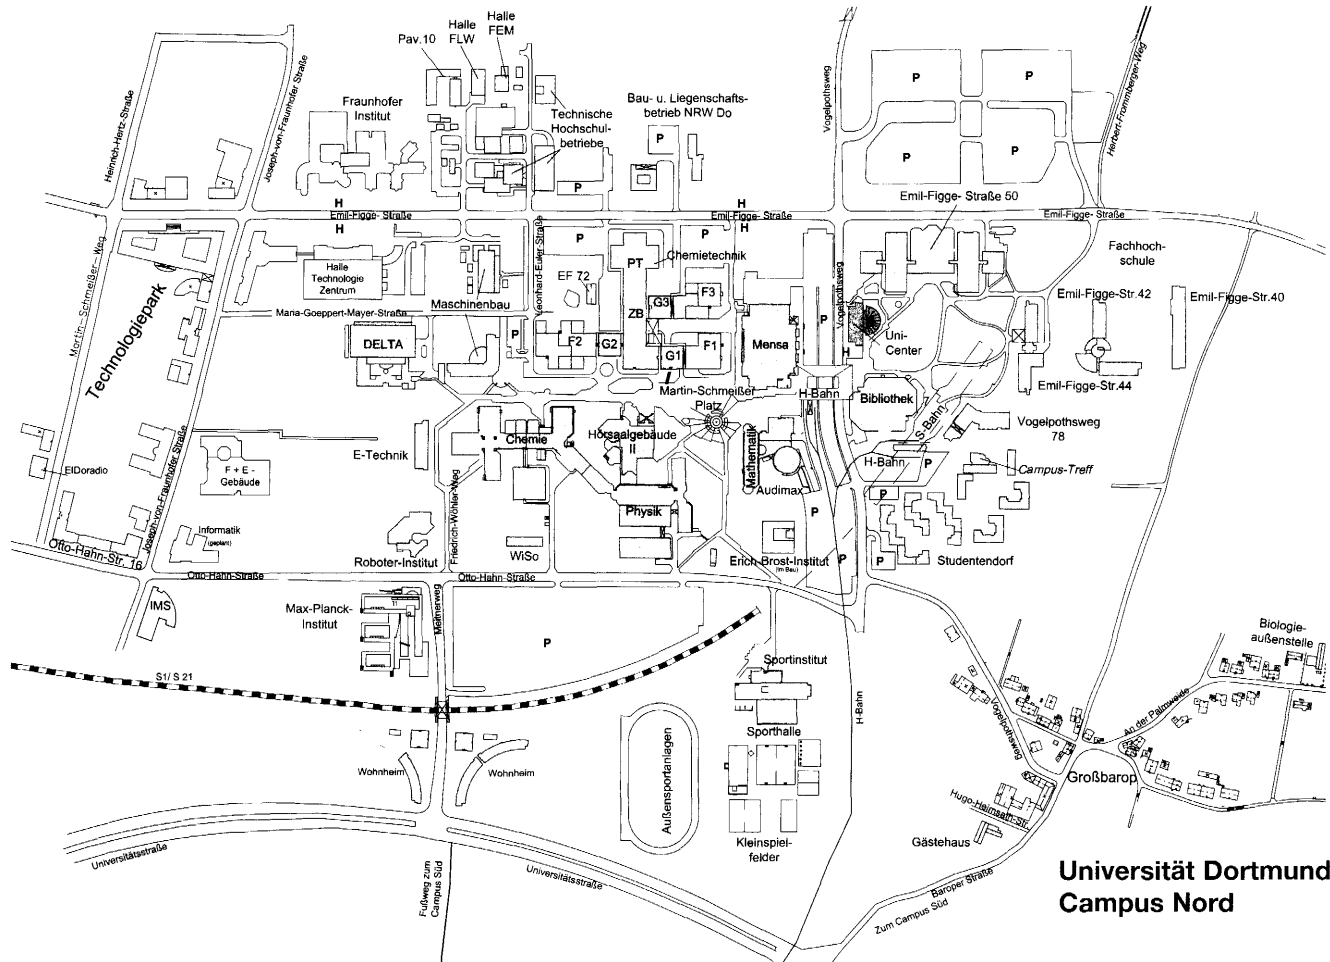 Halle
FEM
Halle
FLW
Pav.10
Heinrich-Hertz-Straße
Joseph-von-Fraunhofer Straße
Fraunhofer
Institut
Technische
Hochschul-
betriebe
Bau- u. Liegenschafts-
betrieb NRW Do
P
P
Vogelpothsweg
P
P
P
P
Herbert-Frommberger-Weg
Emil-Figge- Straße 50
H
H
Emil-Figge- Straße
Emil-Figge- Straße
Emil-Figge- Straße
H
H
Martin-Schmeißer-Weg
Technologiepark
Halle
Technologie
Zentrum
Maschinenbau
Leonhard-Euler-Straße
P
P
PT
Chemietechnik
EF 72
G3
F3
ZB
Vogelpothsweg
P
Fachhoch-
schule
Emil-Figge-Str.42
Emil-Figge-Str.40
Maria-Goeppert-Mayer-Straße
DELTA
P
F2
G2
G1
F1
Mensa
H
Uni-
Center
Emil-Figge-Str.44
Martin-Schmeißer
Platz
H-Bahn
Bibliothek
S-Bahn
Vogelpothsweg
78
Chemie
Hörsaalgebäude
II
Mathematik
Audimax
H-Bahn
P
Campus-Treff
E-Technik
ElDoradio
F + E -
Gebäude
Joseph-von-Fraunhofer Straße
Friedrich-Wöhler-Weg
Physik
P
P
Informatik
(geplant)
Otto-Hahn-Str. 16
Roboter-Institut
WiSo
Erich-Brost-Institut
(im Bau)
P
P
Studentendorf
Otto-Hahn-Straße
Otto-Hahn-Straße
IMS
Max-Planck-
Institut
Meitnerweg
P
S1/ S 21
Sportinstitut
Sporthalle
H-Bahn
Biologie-
außenstelle
An der Palmweide
Vogelpothsweg
Großbarop
Wohnheim
Wohnheim
Außensportanlagen
Kleinspiel-
felder
Hugo-Heimsath-Str.
Gästehaus
Universitätsstraße
Universitätsstraße
Fußweg zum
Campus Süd
Baroper Straße
Zum Campus Süd
Universität Dortmund
Campus Nord